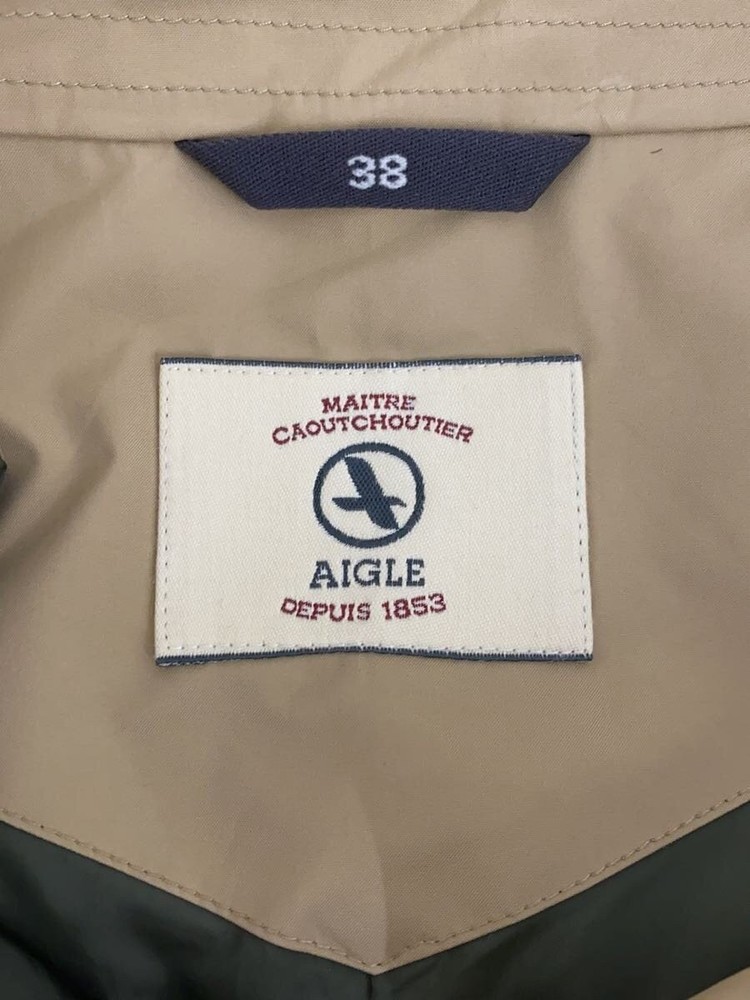 38
MAITRE
CAOUTCHOUTIER
AIGLE
DEPUIS 1853